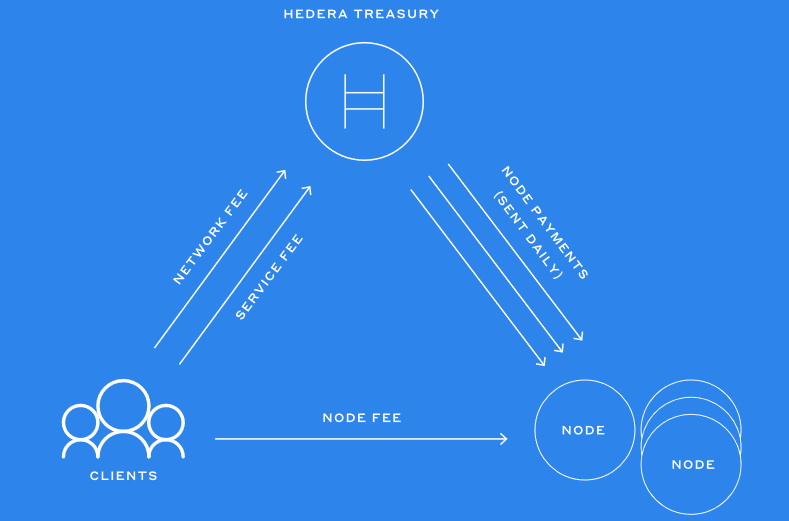 HEDERA TREASURY
NETWORK FEE
SERVICE FEE
NODE PAYMENTS
(SENT DAILY)
NODE FEE
CLIENTS
NODE
NODE